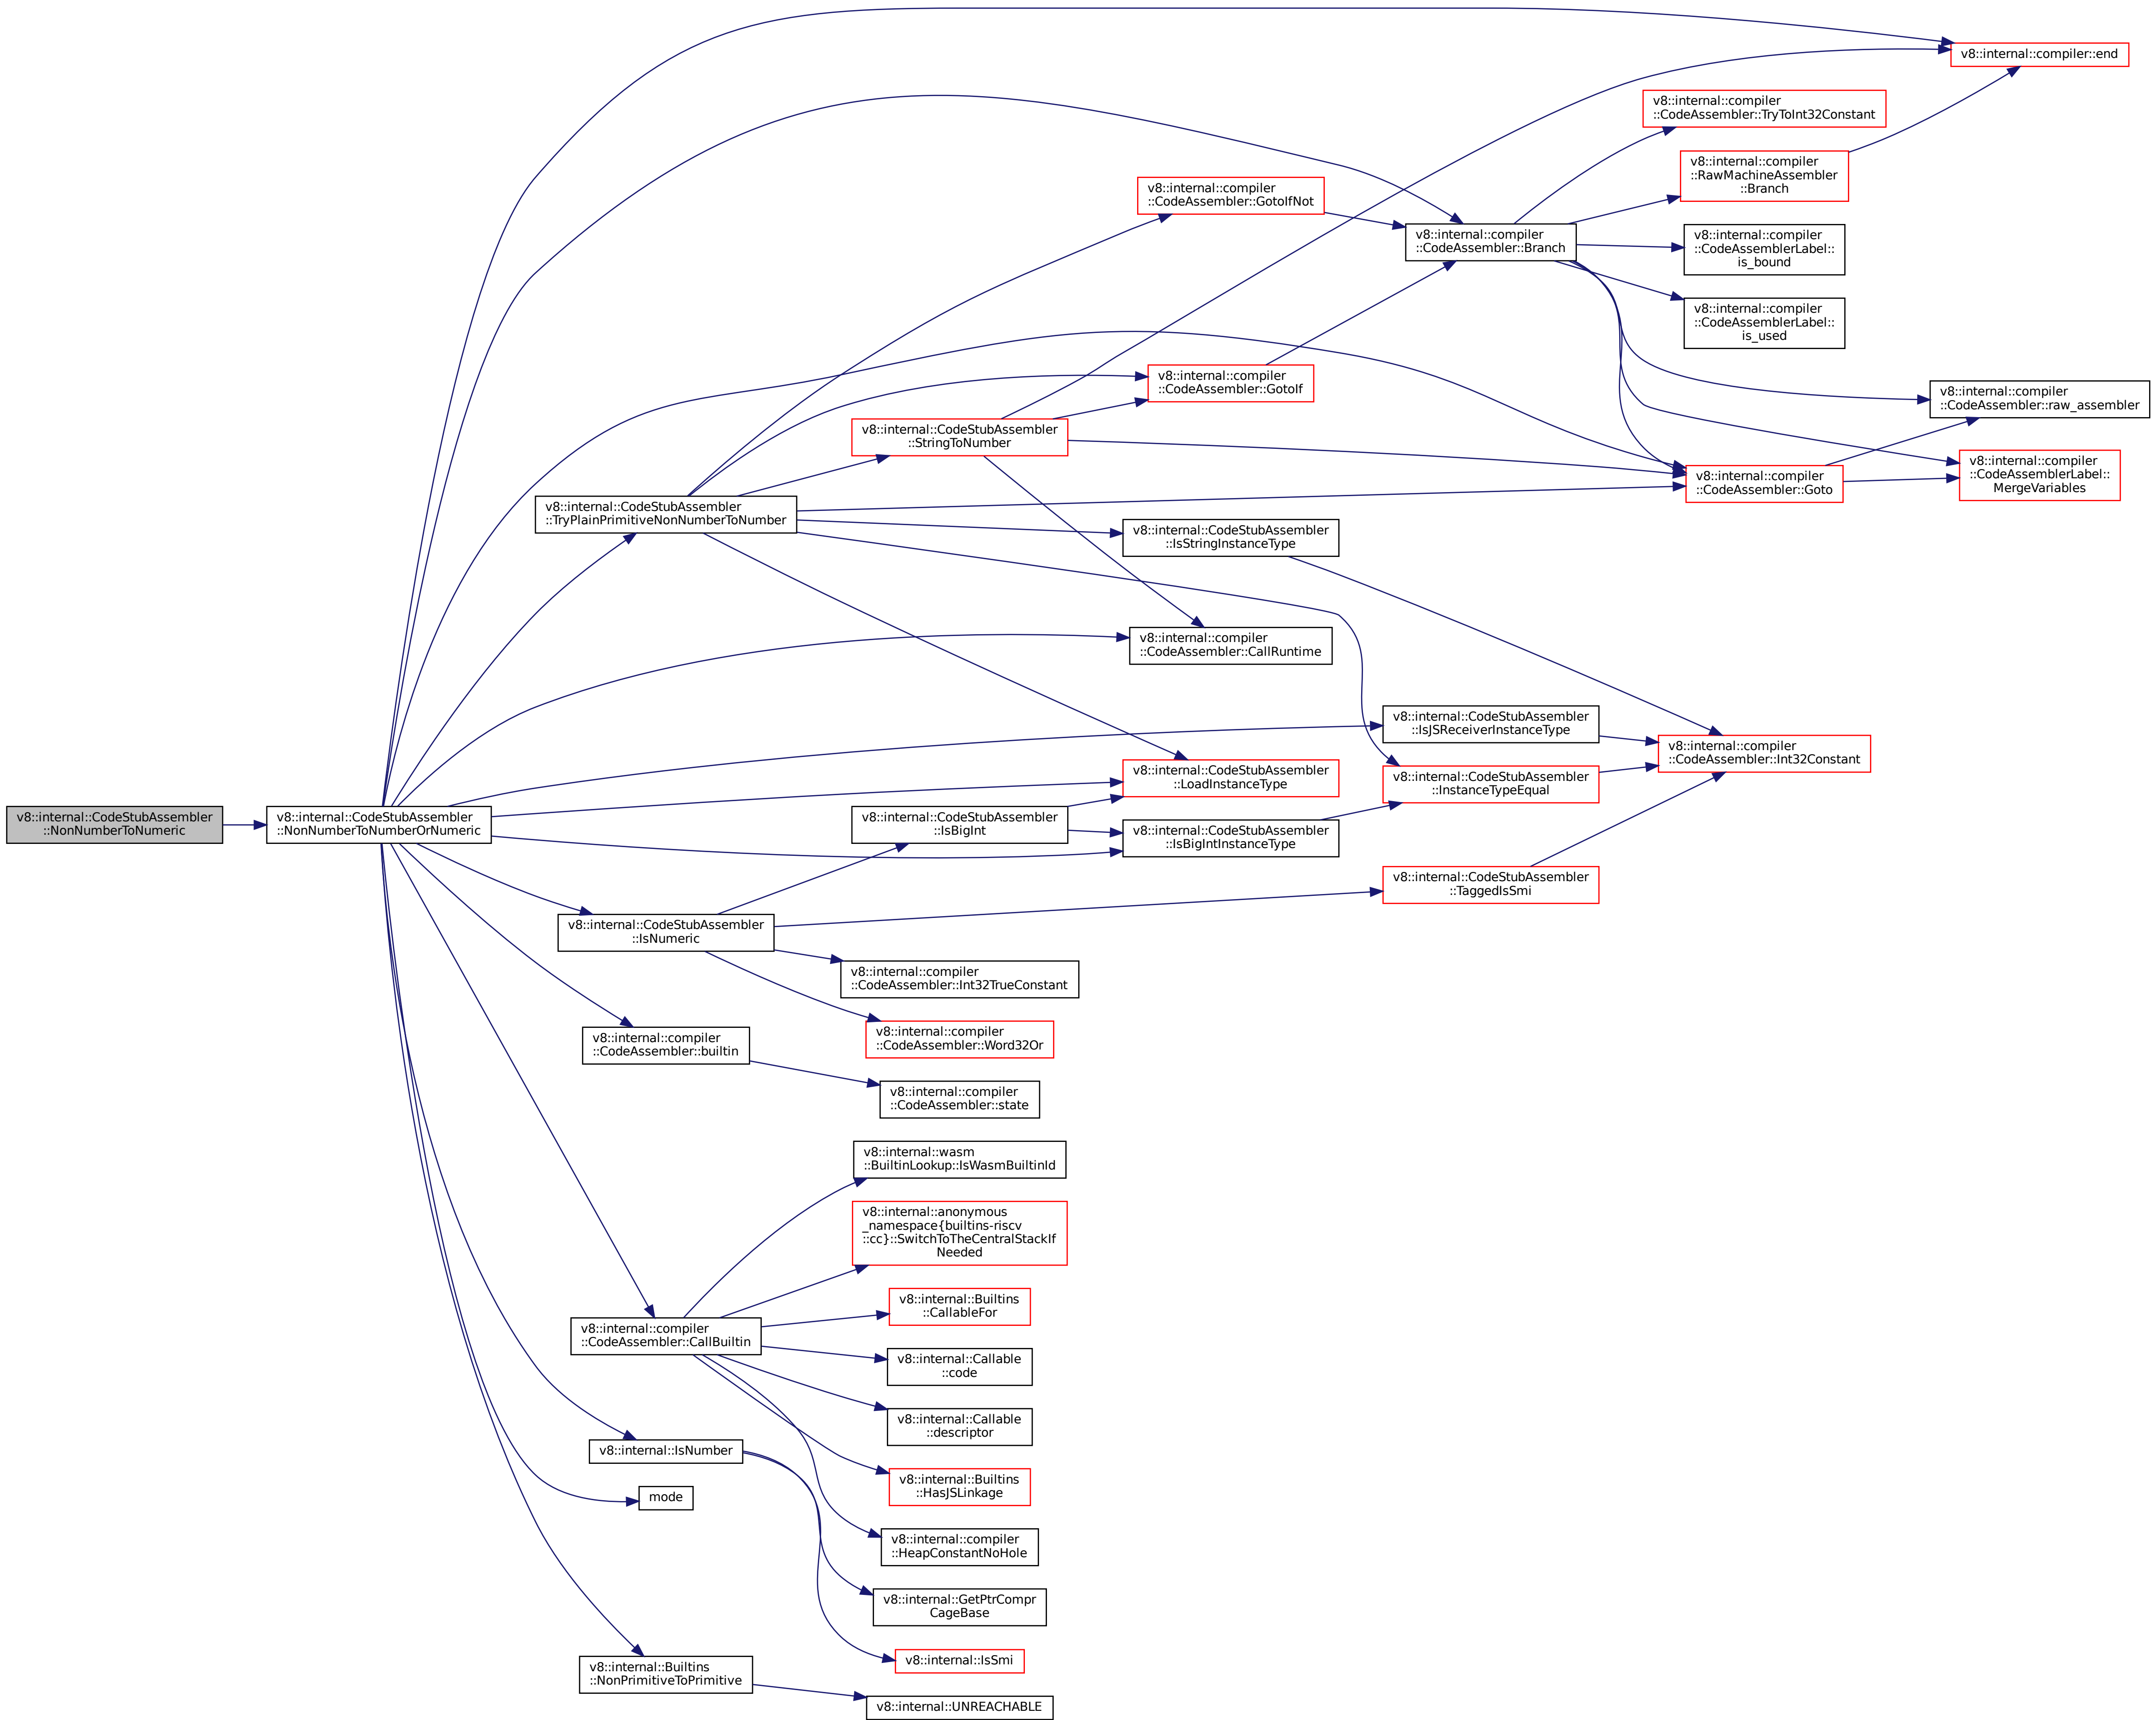 v8::internal::CodeStubAssembler
::NonNumberToNumeric
v8::internal::CodeStubAssembler
::NonNumberToNumberOrNumeric
v8::internal::compiler::end
v8::internal::compiler
::CodeAssembler::TryToInt32Constant
v8::internal::compiler
::RawMachineAssembler
::Branch
v8::internal::compiler
::CodeAssembler::GotoIfNot
v8::internal::compiler
::CodeAssembler::Branch
v8::internal::compiler
::CodeAssemblerLabel::
is_bound
v8::internal::compiler
::CodeAssemblerLabel::
is_used
v8::internal::compiler
::CodeAssembler::GotoIf
v8::internal::compiler
::CodeAssembler::raw_assembler
v8::internal::CodeStubAssembler
::StringToNumber
v8::internal::compiler
::CodeAssembler::Goto
v8::internal::compiler
::CodeAssemblerLabel::
MergeVariables
v8::internal::CodeStubAssembler
::TryPlainPrimitiveNonNumberToNumber
v8::internal::CodeStubAssembler
::IsStringInstanceType
v8::internal::compiler
::CodeAssembler::CallRuntime
v8::internal::CodeStubAssembler
::IsJSReceiverInstanceType
v8::internal::compiler
::CodeAssembler::Int32Constant
v8::internal::CodeStubAssembler
::LoadInstanceType
v8::internal::CodeStubAssembler
::InstanceTypeEqual
v8::internal::CodeStubAssembler
::IsBigInt
v8::internal::CodeStubAssembler
::IsBigIntInstanceType
v8::internal::CodeStubAssembler
::TaggedIsSmi
v8::internal::CodeStubAssembler
::IsNumeric
v8::internal::compiler
::CodeAssembler::Int32TrueConstant
v8::internal::compiler
::CodeAssembler::Word32Or
v8::internal::compiler
::CodeAssembler::builtin
v8::internal::compiler
::CodeAssembler::state
v8::internal::wasm
::BuiltinLookup::IsWasmBuiltinId
v8::internal::anonymous
_namespace{builtins-riscv
::cc}::SwitchToTheCentralStackIf
Needed
v8::internal::Builtins
::CallableFor
v8::internal::compiler
::CodeAssembler::CallBuiltin
v8::internal::Callable
::code
v8::internal::Callable
::descriptor
v8::internal::IsNumber
v8::internal::Builtins
::HasJSLinkage
mode
v8::internal::compiler
::HeapConstantNoHole
v8::internal::GetPtrCompr
CageBase
v8::internal::IsSmi
v8::internal::Builtins
::NonPrimitiveToPrimitive
v8::internal::UNREACHABLE